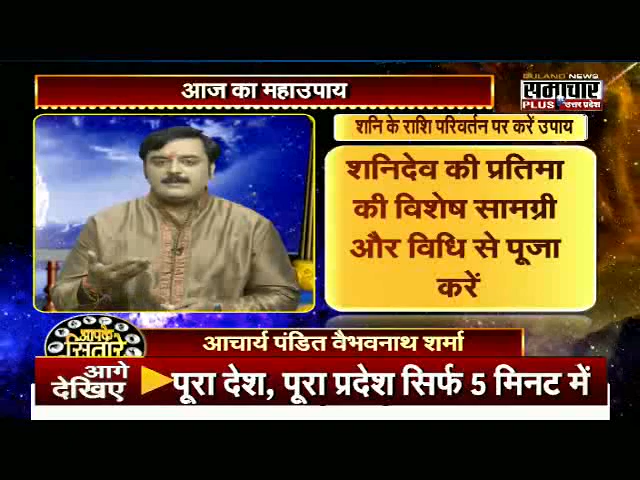 आज का महाउपाय
BULAND NEWS
समाचार
PLUS उत्तर प्रदेश
शनि के राशि परिवर्तन पर करें उपाय
शनिदेव की प्रतिमा
की विशेष सामग्री
और विधि से पूजा
करें
आपके
सितारे
आचार्य पंडित वैभवनाथ शर्मा
आगे
देखिए
पूरा देश, पूरा प्रदेश सिर्फ 5 मिनट में